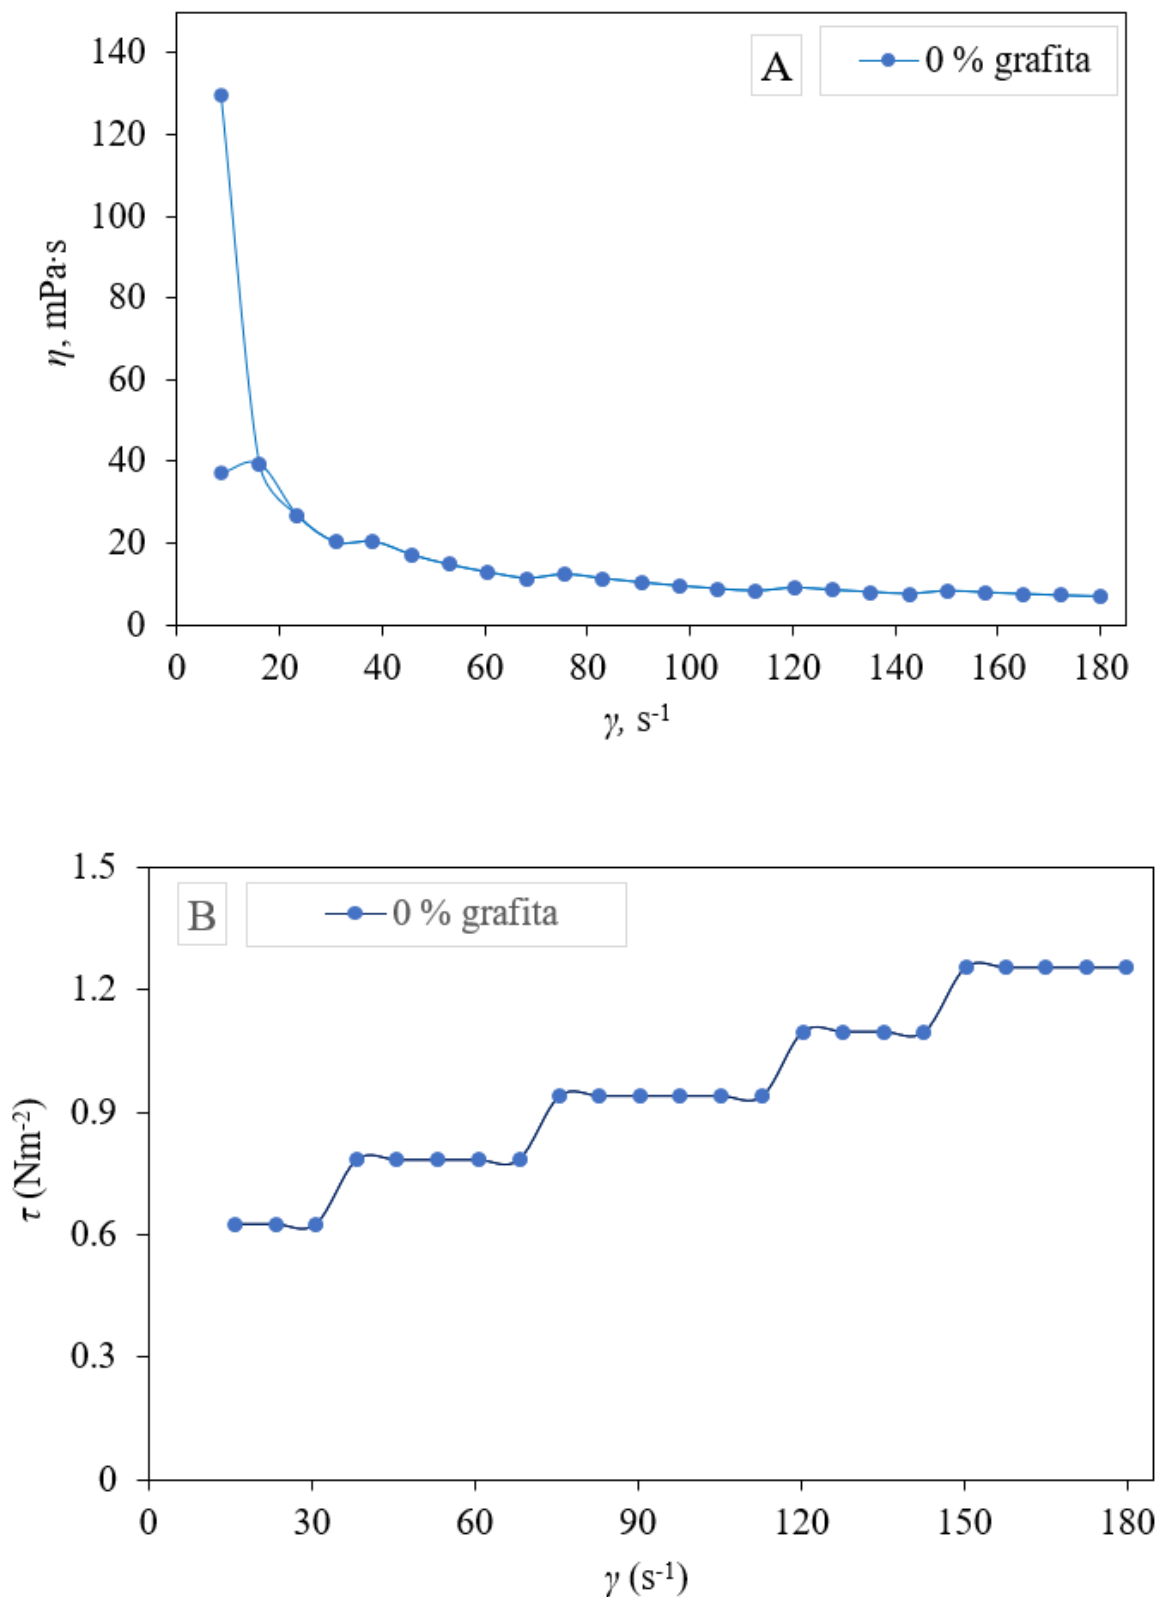 A
0 % grafita
140
120
100
80
60
40
20
0
η, mPa·s
0 20 40 60 80 100 120 140 160 180
γ, s-1
B
0 % grafita
1.5
1.2
0.9
0.6
0.3
0
τ (Nm-2)
0 30 60 90 120 150 180
γ (s-1)